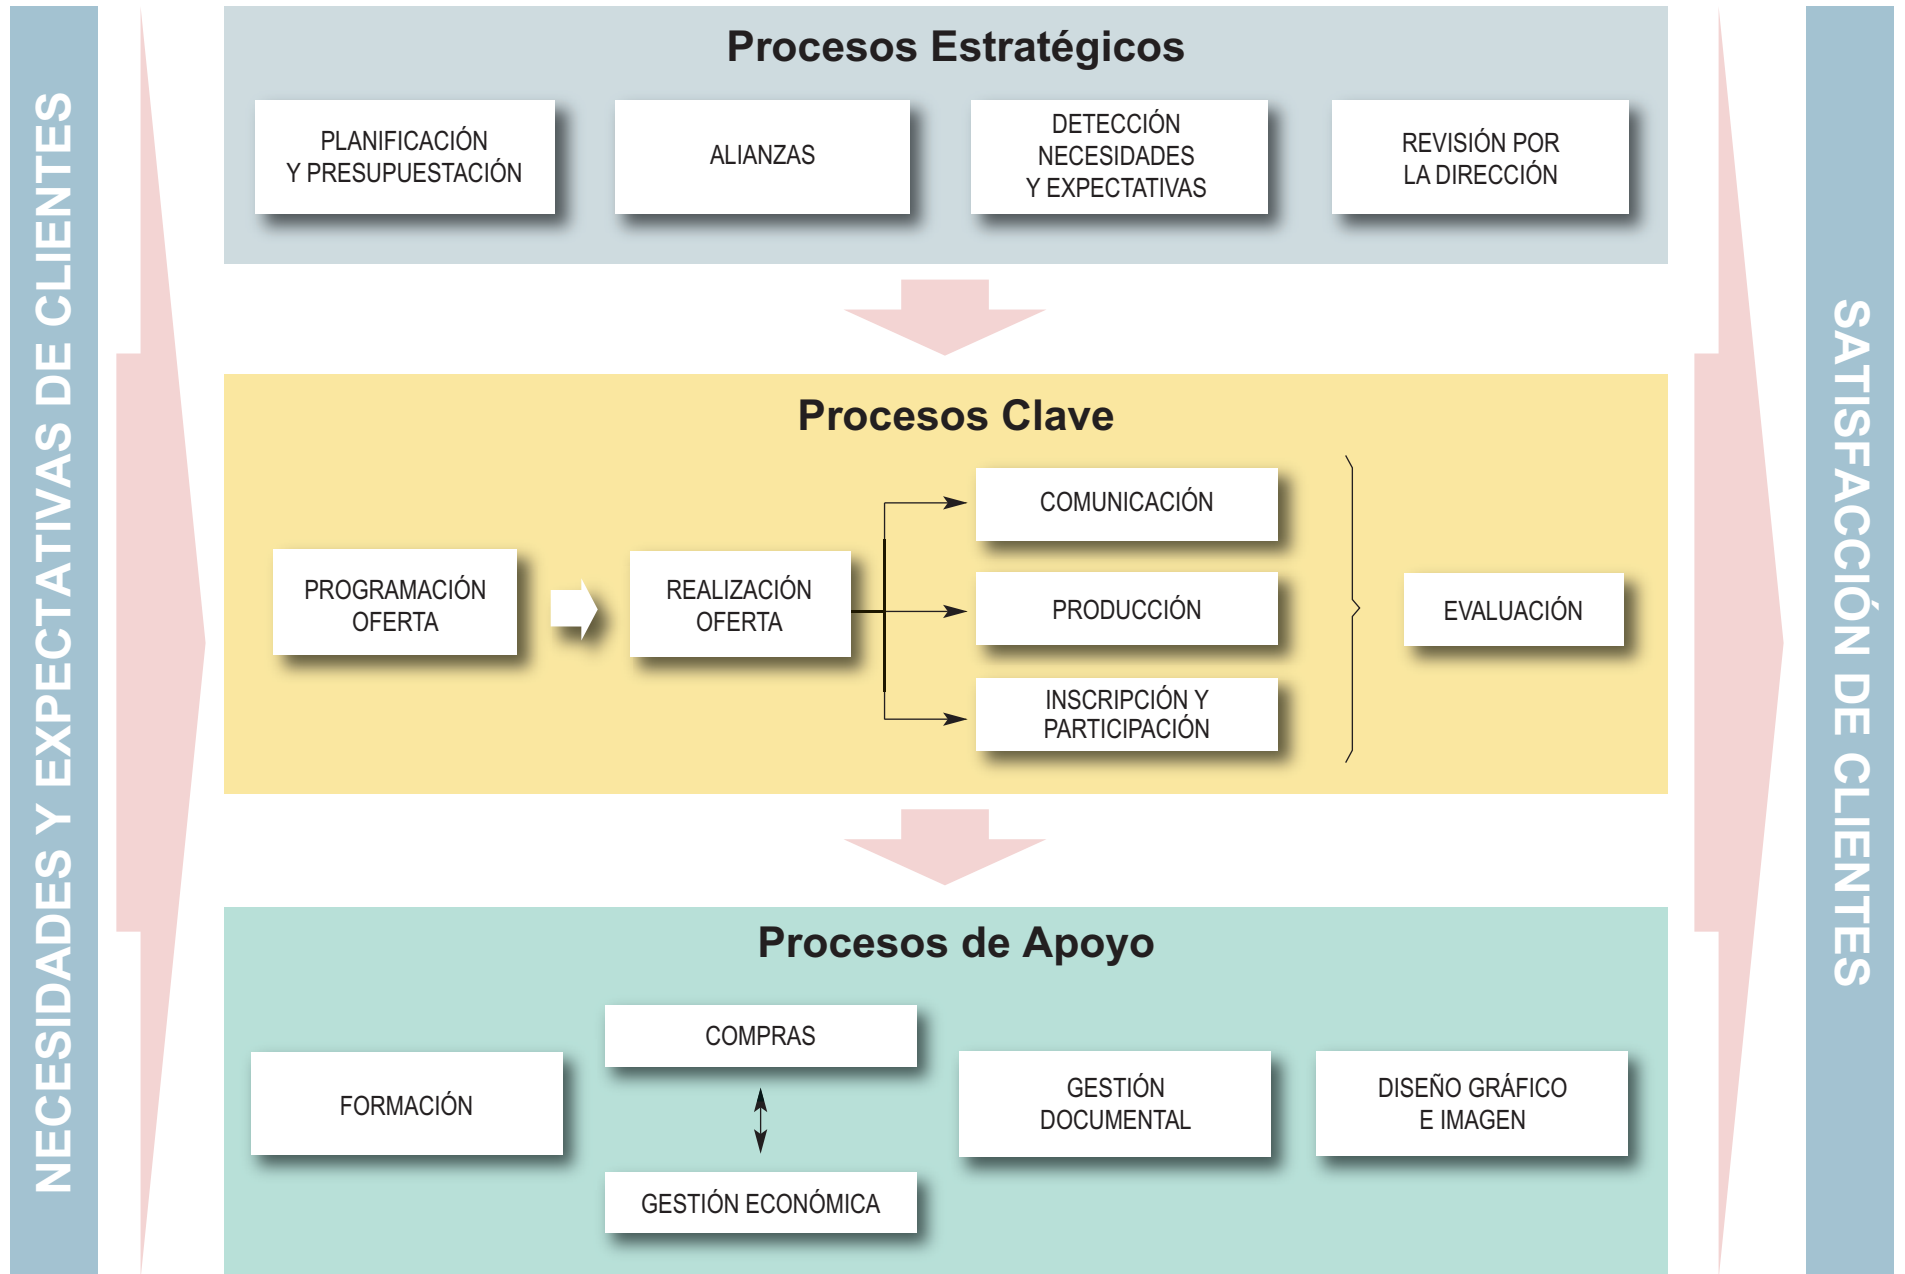 NECESIDADES Y EXPECTATIVAS DE CLIENTES
Procesos Estratégicos
PLANIFICACIÓN
Y PRESUPUESTACIÓN
ALIANZAS
DETECCIÓN
NECESIDADES
Y EXPECTATIVAS
REVISIÓN POR
LA DIRECCIÓN
Procesos Clave
PROGRAMACIÓN
OFERTA
REALIZACIÓN
OFERTA
COMUNICACIÓN
PRODUCCIÓN
INSCRIPCIÓN Y
PARTICIPACIÓN
EVALUACIÓN
Procesos de Apoyo
FORMACIÓN
COMPRAS
GESTIÓN ECONÓMICA
GESTIÓN
DOCUMENTAL
DISEÑO GRÁFICO
E IMAGEN
SATISFACCIÓN DE CLIENTES